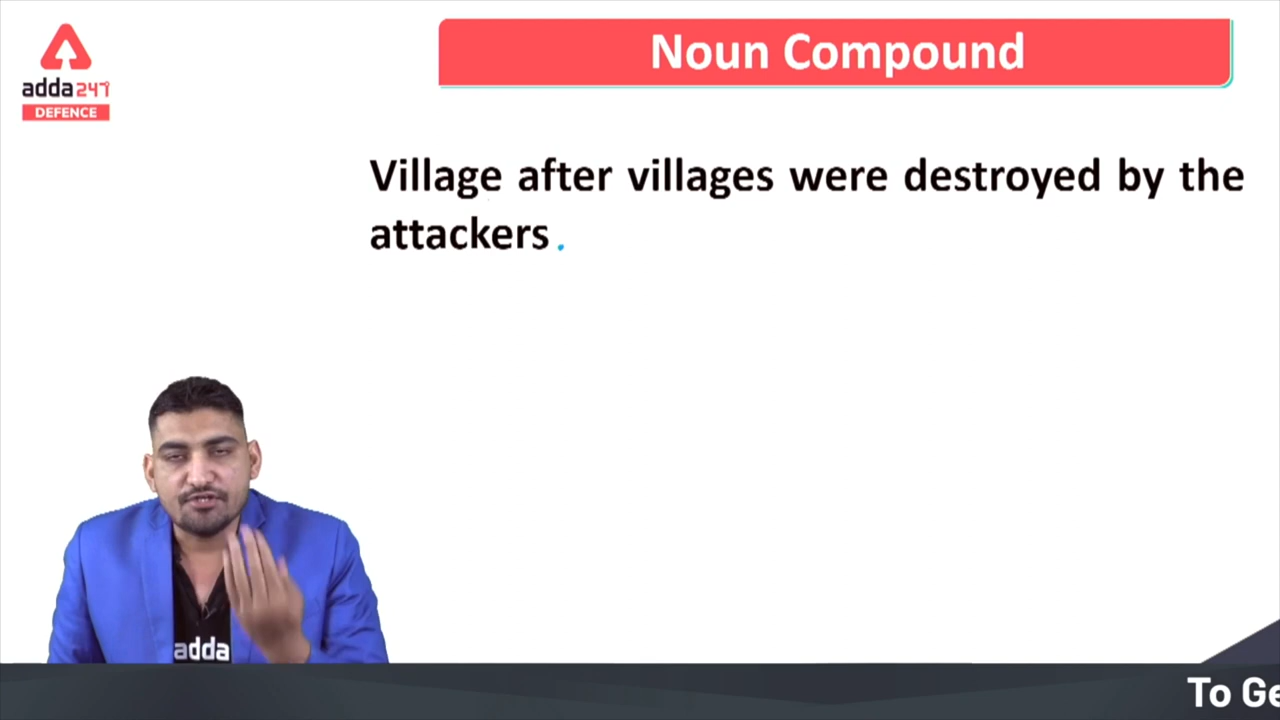 adda247
DEFENCE
Noun Compound
Village after villages were destroyed by the
attackers.
adda
To Ge